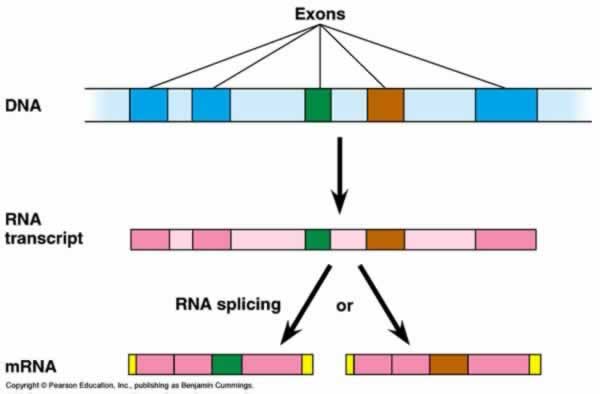 Exons
DNA
RNA
transcript
RNA splicing
or
mRNA
Copyright © Pearson Education, Inc., publishing as Benjamin Cummings.